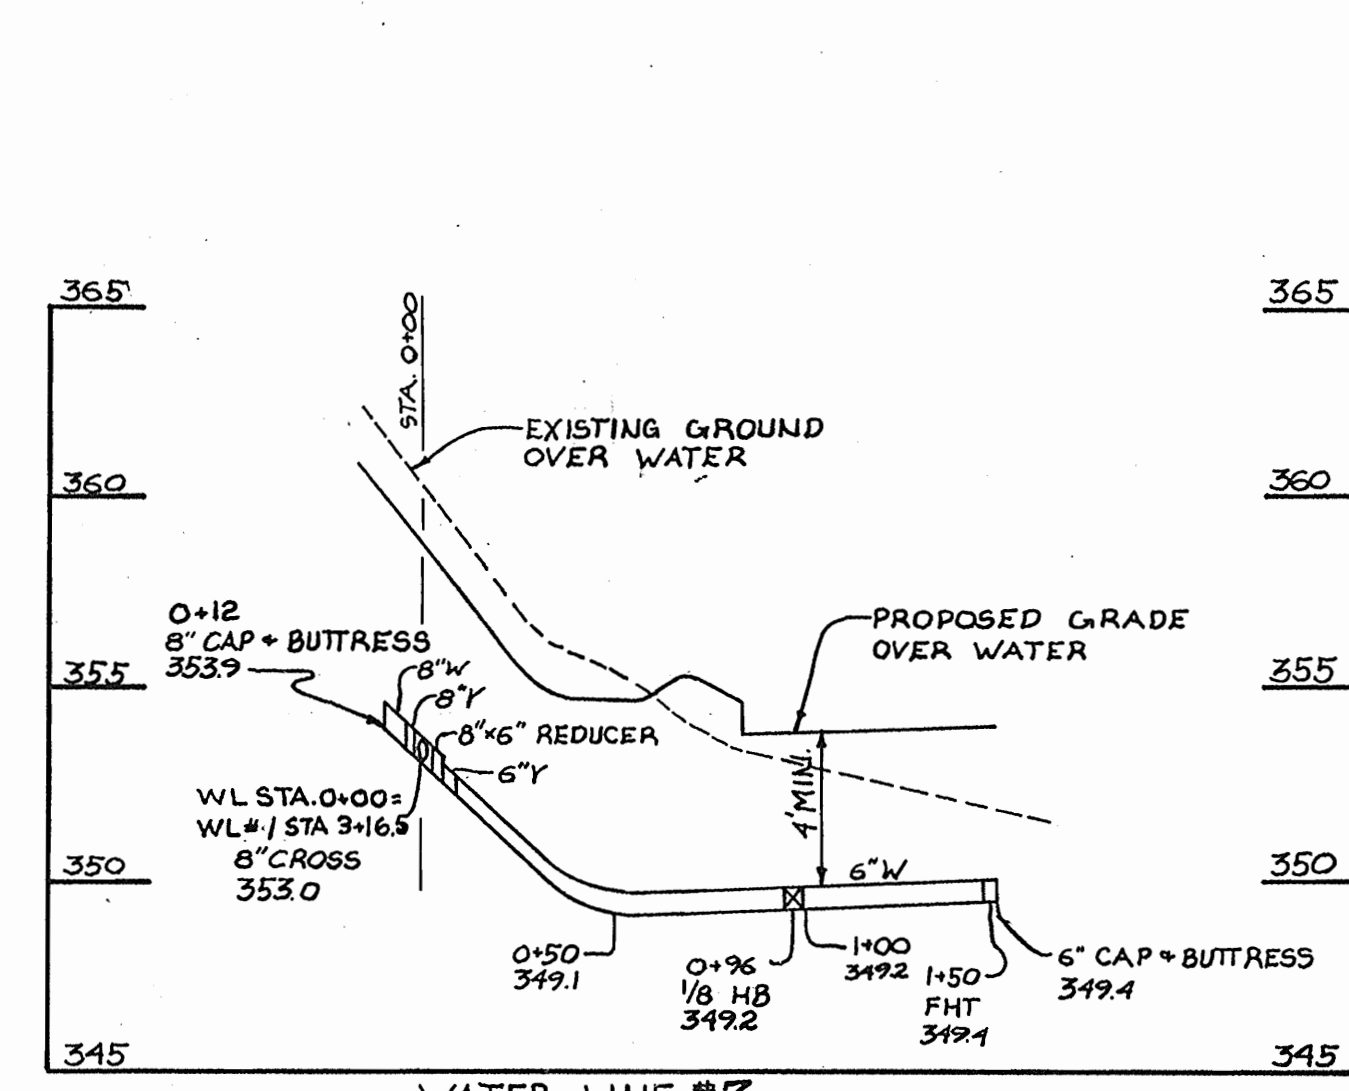 365
365
STA. 0+00
EXISTING GROUND
OVER WATER
360
360
0+12
8" CAP & BUTTRESS
353.9
PROPOSED GRADE
OVER WATER
355
355
8"W
8"V
8"x6" REDUCER
6"V
WL STA. 0+00=
WL#1 STA 3+16.5
8" CROSS
353.0
4' MIN.
350
350
6"W
0+50
349.1
0+96
1/8 HB
349.2
1+00
349.2
1+50
FHT
349.4
6" CAP & BUTTRESS
349.4
345
345
WATER LINE